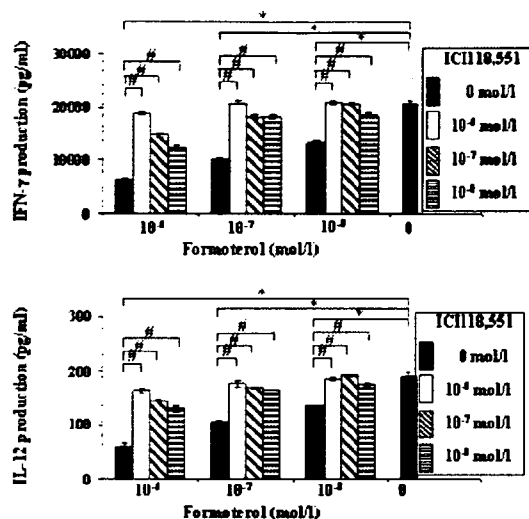 *
*
*
# # #
# # #
# # #
IFN-γ production (pg/ml)
30000
20000
10000
0
10⁻⁶ 10⁻⁷ 10⁻⁸ 0
Formoterol (mol/l)
ICI118,551
0 mol/l
10⁻⁶ mol/l
10⁻⁷ mol/l
10⁻⁸ mol/l
*
*
*
# # #
# # #
# # #
IL-12 production (pg/ml)
300
200
100
0
10⁻⁶ 10⁻⁷ 10⁻⁸ 0
Formoterol (mol/l)
ICI118,551
0 mol/l
10⁻⁶ mol/l
10⁻⁷ mol/l
10⁻⁸ mol/l